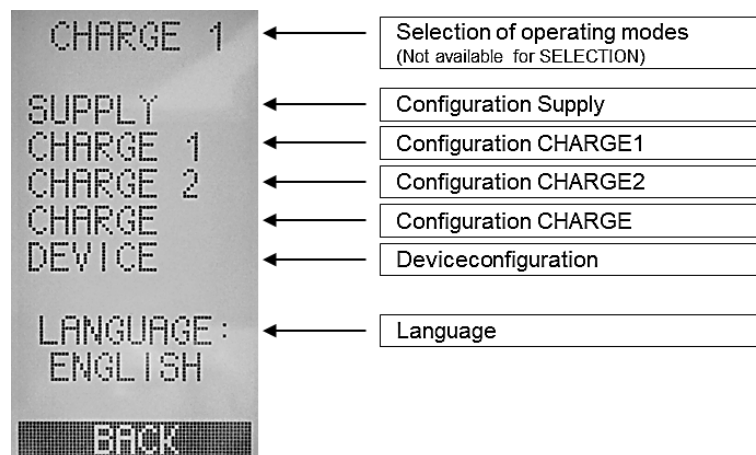 CHARGE 1
Selection of operating modes
(Not available for SELECTION)
SUPPLY
Configuration Supply
CHARGE 1
Configuration CHARGE1
CHARGE 2
Configuration CHARGE2
CHARGE
Configuration CHARGE
DEVICE
Deviceconfiguration
LANGUAGE:
Language
ENGLISH
BACK